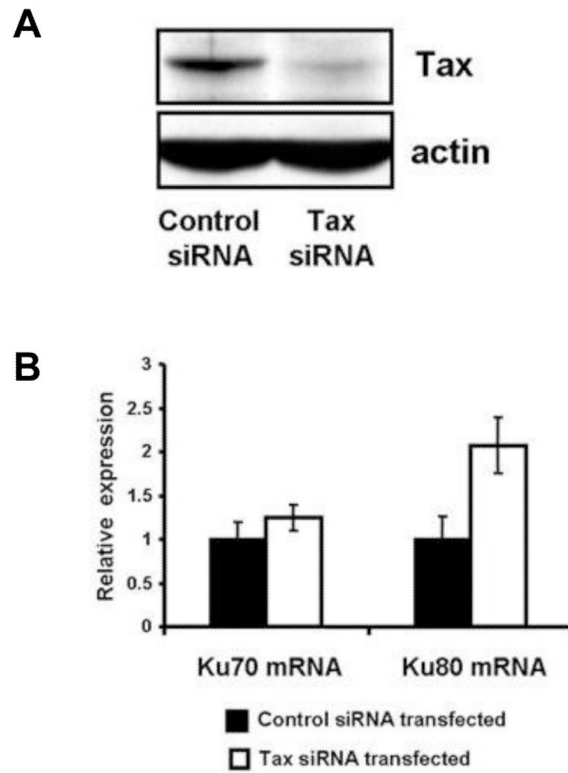 A
Tax
actin
Control Tax
siRNA siRNA
B
3
2.5
2
1.5
1
0.5
0
Relative expression
Ku70 mRNA Ku80 mRNA
Control siRNA transfected
Tax siRNA transfected